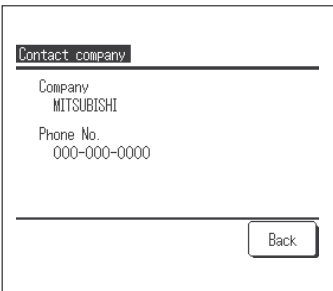 Contact company
Company
MITSUBISHI
Phone No.
000-000-0000
Back